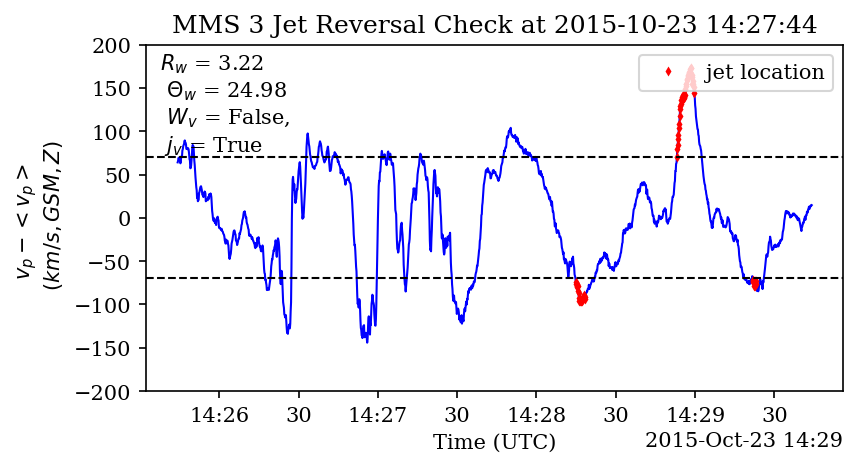 MMS 3 Jet Reversal Check at 2015-10-23 14:27:44
R_w = 3.22
Θ_w = 24.98
W_v = False,
j_v = True
jet location
200
150
100
50
0
−50
−100
−150
−200
v_p − < v_p >
(km/s, GSM, Z)
14:26 30 14:27 30 14:28 30 14:29 30
Time (UTC)
2015-Oct-23 14:29